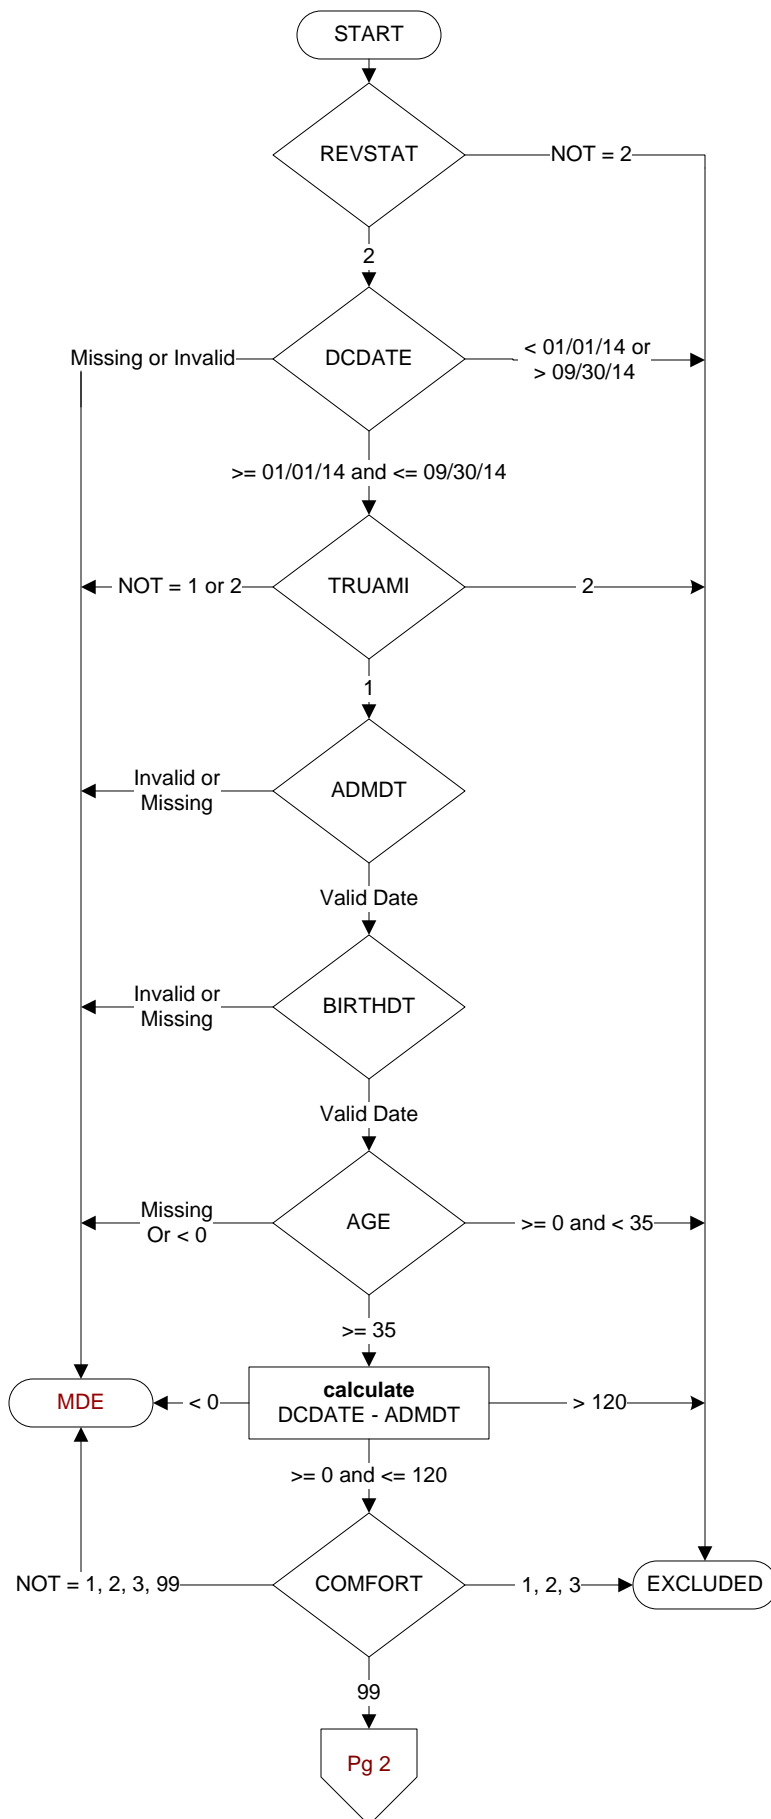 START
REVSTAT
NOT = 2
2
Missing or Invalid
DCDATE
< 01/01/14 or
> 09/30/14
>= 01/01/14 and <= 09/30/14
NOT = 1 or 2
TRUAMI
2
1
Invalid or
Missing
ADMDT
Valid Date
Invalid or
Missing
BIRTHDT
Valid Date
Missing
Or < 0
AGE
>= 0 and < 35
>= 35
MDE
< 0
calculate
DCDATE - ADMDT
> 120
>= 0 and <= 120
NOT = 1, 2, 3, 99
COMFORT
1, 2, 3
EXCLUDED
99
Pg 2